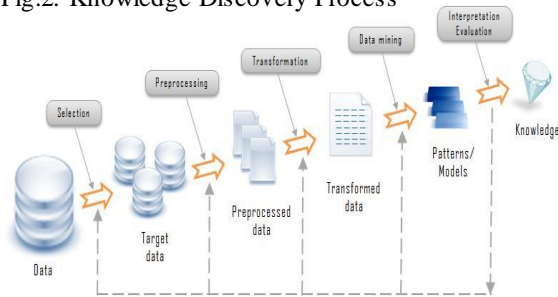 Fig.2. Knowledge Discovery Process
Interpretation
Evaluation
Data mining
Transformation
Preprocessing
Selection
Knowledge
Patterns/
Models
Transformed
data
Preprocessed
data
Target
data
Data